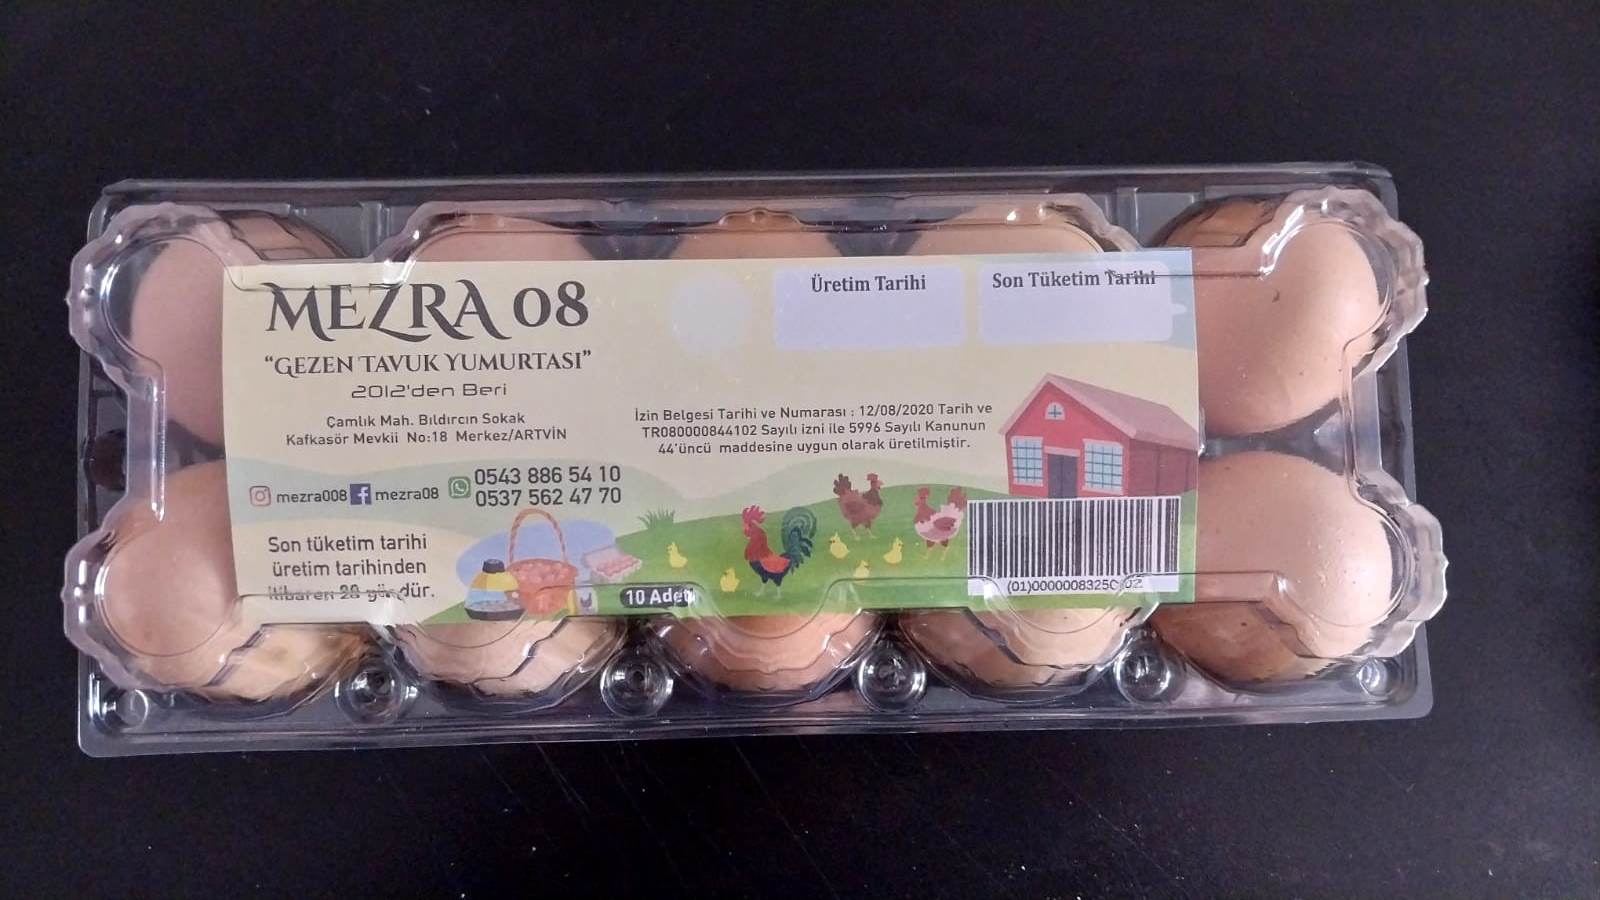 MEZRA 08
“GEZEN TAVUK YUMURTASI”
2012'den Beri
Çamlık Mah. Bıldırcın Sokak
Kafkasör Mevkii No:18 Merkez/ARTVİN
mezra008 mezra08
0543 886 54 10
0537 562 47 70
Son tüketim tarihi
üretim tarihinden
itibaren 28 gündür.
Üretim Tarihi
Son Tüketim Tarihi
İzin Belgesi Tarihi ve Numarası : 12/08/2020 Tarih ve
TR080000844102 Sayılı izni ile 5996 Sayılı Kanunun
44'üncü maddesine uygun olarak üretilmiştir.
10 Adet